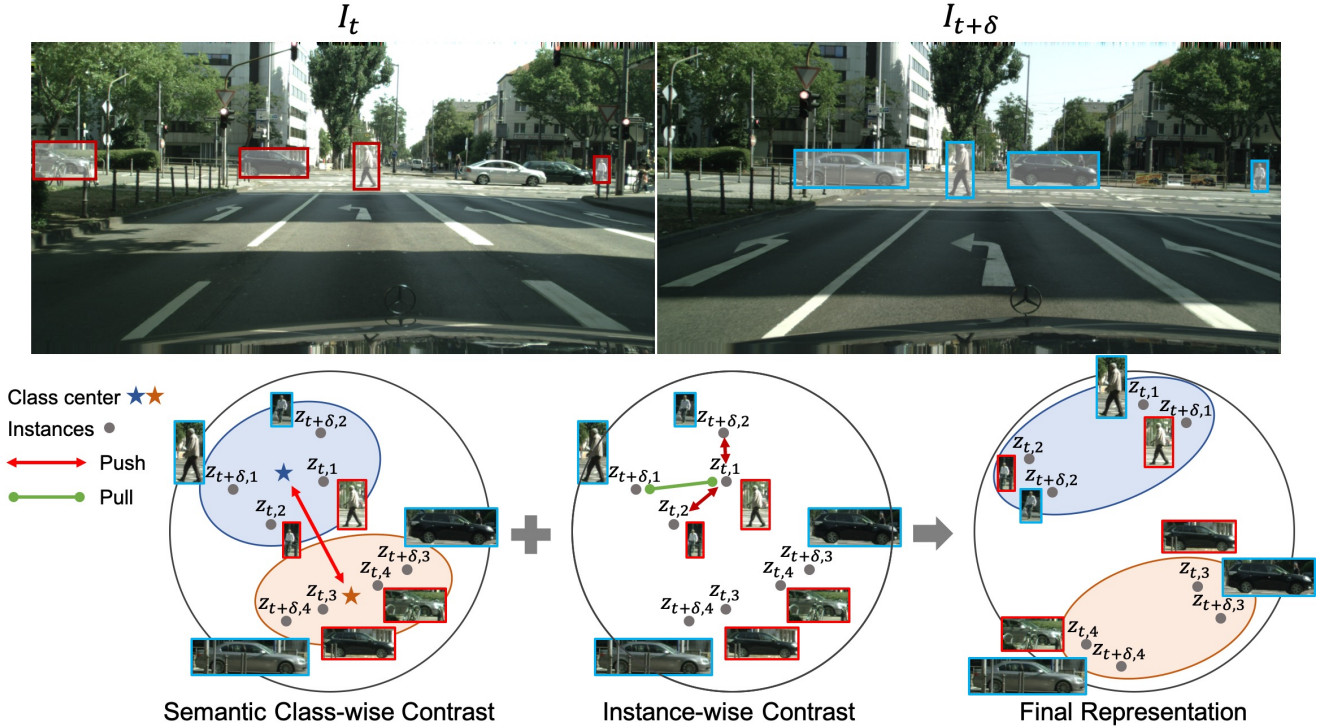 I_t
I_{t+δ}
Class center
Instances
Push
Pull
z_{t+δ,2}
z_{t+δ,1}
z_{t,1}
z_{t,2}
z_{t+δ,3}
z_{t,4}
z_{t,3}
z_{t+δ,4}
Semantic Class-wise Contrast
z_{t+δ,2}
z_{t+δ,1}
z_{t,1}
z_{t,2}
z_{t+δ,3}
z_{t,4}
z_{t,3}
z_{t+δ,4}
Instance-wise Contrast
z_{t,1}
z_{t+δ,1}
z_{t,2}
z_{t+δ,2}
z_{t,3}
z_{t+δ,3}
z_{t,4}
z_{t+δ,4}
Final Representation